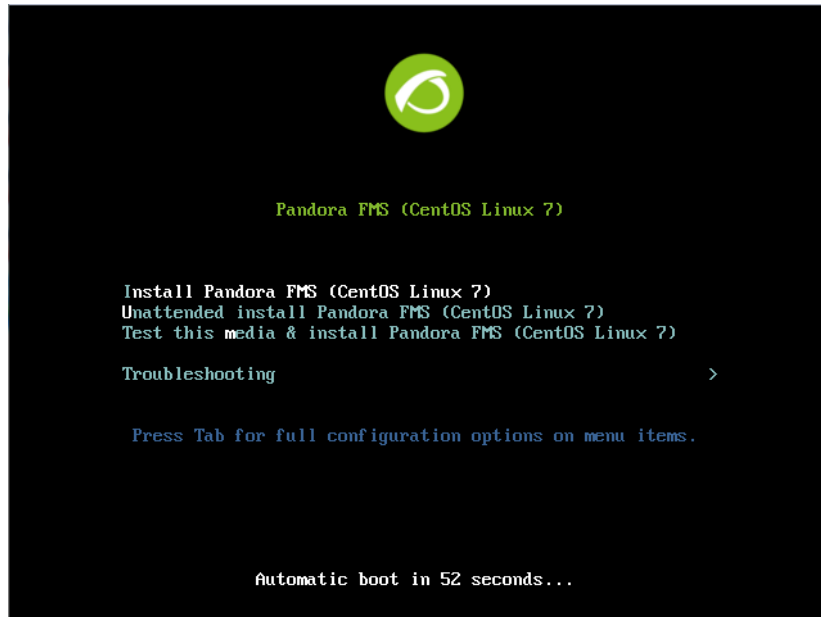 Pandora FMS (CentOS Linux 7)
Install Pandora FMS (CentOS Linux 7)
Unattended install Pandora FMS (CentOS Linux 7)
Test this media & install Pandora FMS (CentOS Linux 7)
Troubleshooting >
Press Tab for full configuration options on menu items.
Automatic boot in 52 seconds...